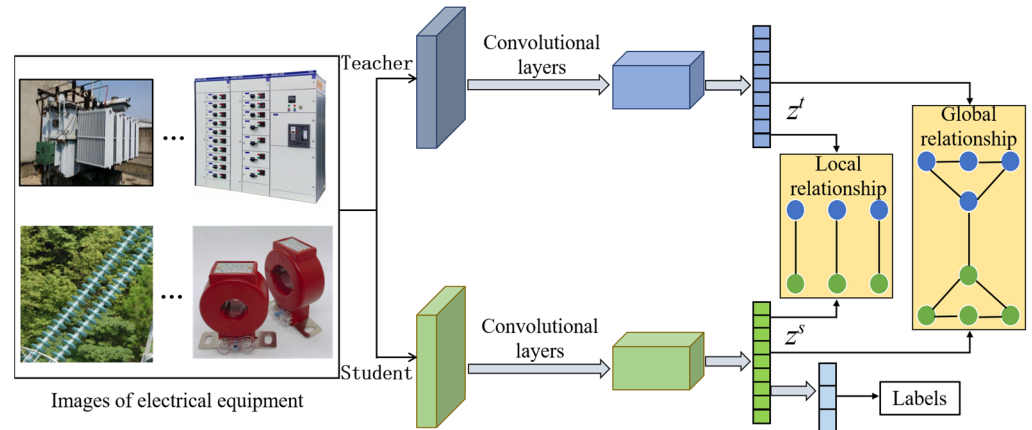 Teacher
Convolutional
layers
z^t
Global
relationship
Local
relationship
Images of electrical equipment
Student
Convolutional
layers
z^s
Labels